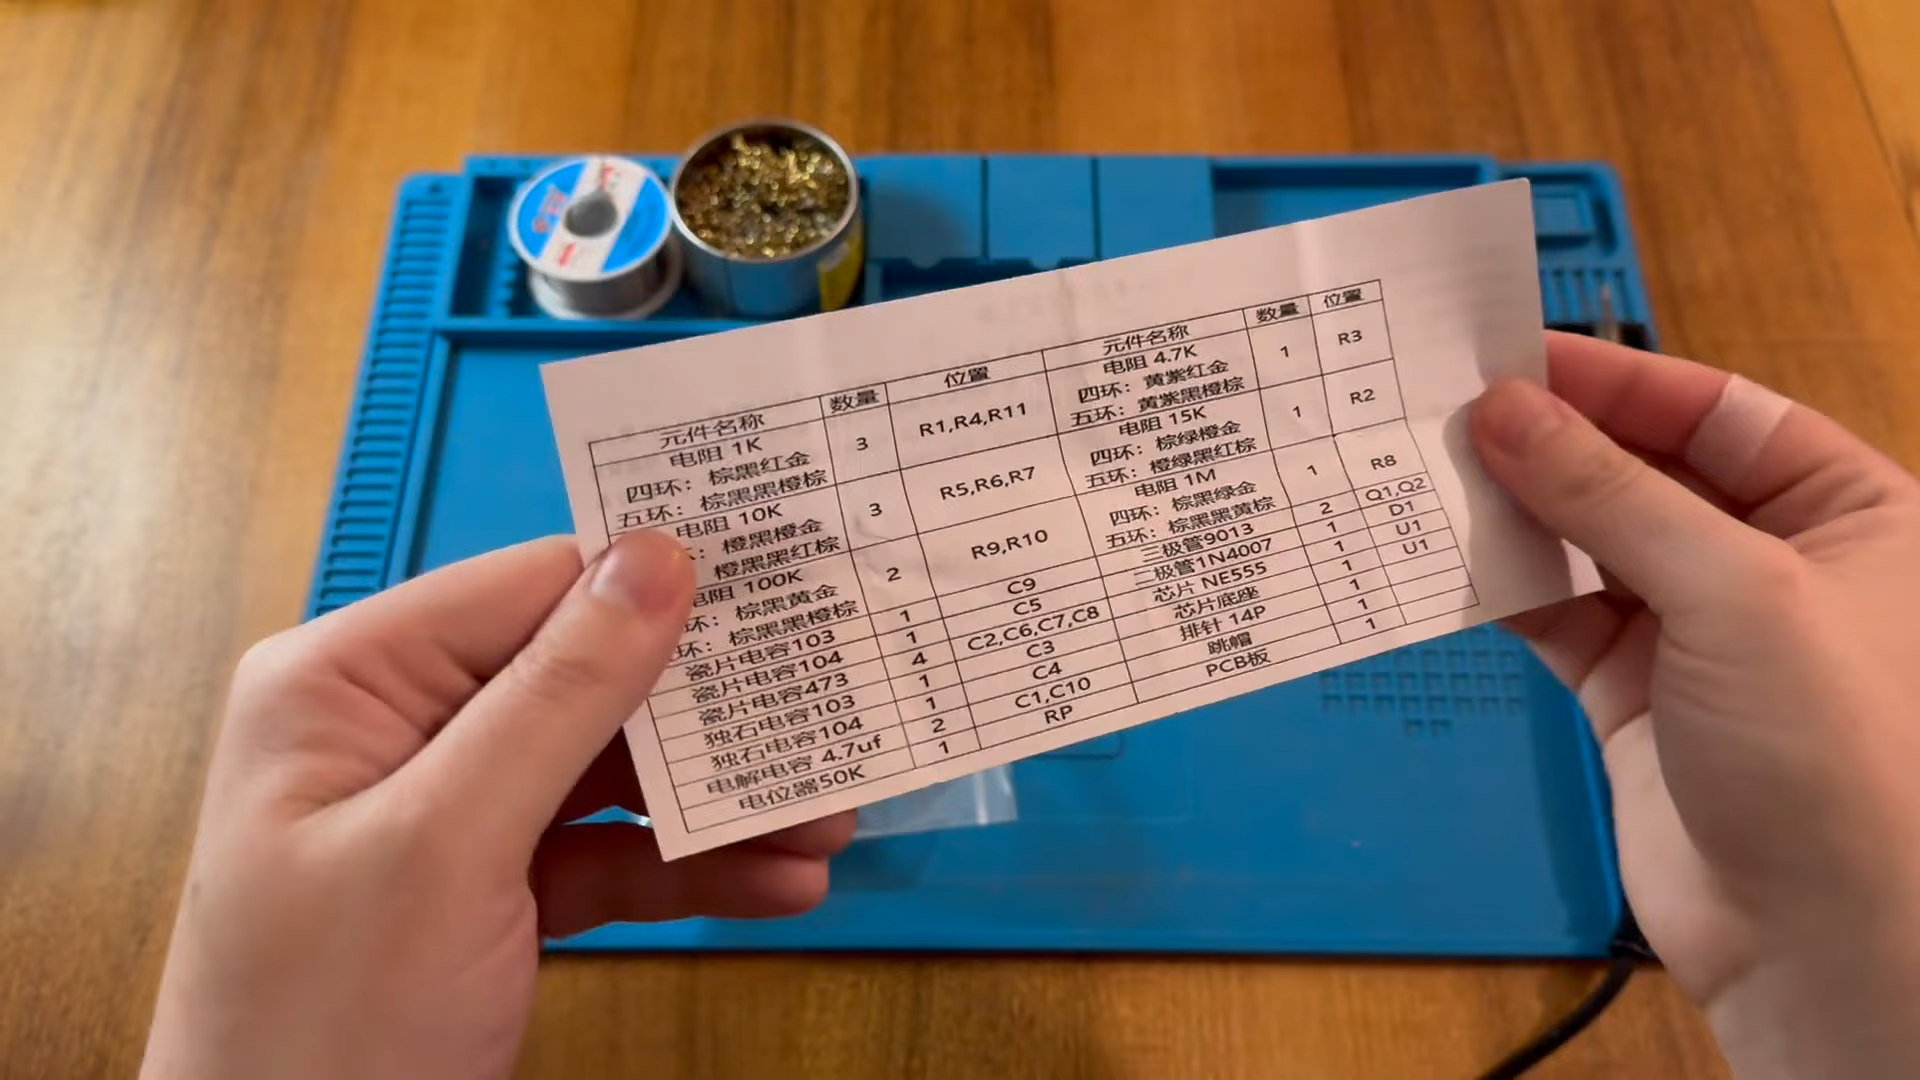 元件名称 数量 位置 元件名称 数量 位置
电阻 1K 3 R1,R4,R11 电阻 4.7K 1 R3
四环：棕黑红金 四环：黄紫红金
五环：棕黑黑橙棕 五环：黄紫黑橙棕
电阻 10K 3 R5,R6,R7 电阻 15K 1 R2
：橙黑橙金 四环：棕绿橙金
橙黑黑红棕 五环：橙绿黑红棕
电阻 100K 2 R9,R10 电阻 1M 1 R8
环：棕黑黄金 四环：棕黑绿金
环：棕黑黑橙棕 五环：棕黑黑黄棕
瓷片电容103 1 C9 三极管9013 2 Q1,Q2
瓷片电容104 1 C5 二极管1N4007 1 D1
瓷片电容473 4 C2,C6,C7,C8 芯片 NE555 1 U1
独石电容103 1 C3 芯片底座 1 U1
独石电容104 1 C4 排针 14P 1
电解电容 4.7uf 2 C1,C10 跳帽 1
电位器50K 1 RP PCB板 1